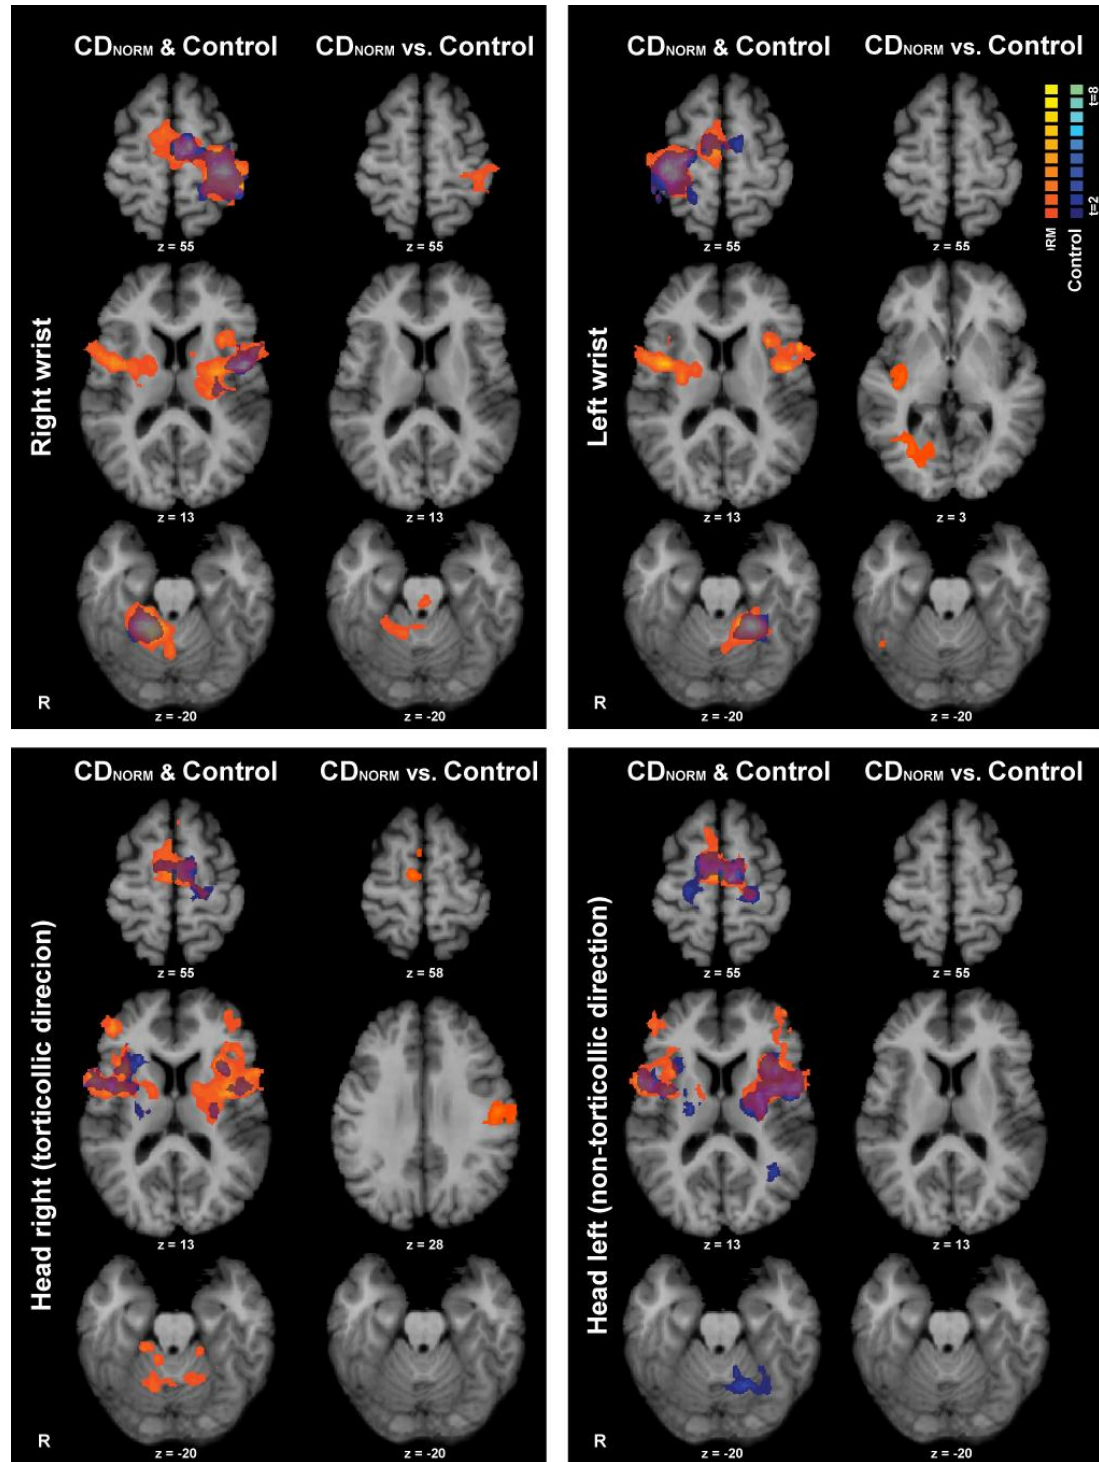 CDNORM & Control
CDNORM vs. Control
Right wrist
z = 55
z = 55
z = 13
z = 13
R
z = -20
z = -20
CDNORM & Control
CDNORM vs. Control
t=8
t=2
Control
Left wrist
z = 55
z = 55
z = 13
z = 3
R
z = -20
z = -20
CDNORM & Control
CDNORM vs. Control
Head right (torticollic direcion)
z = 55
z = 58
z = 13
z = 28
R
z = -20
z = -20
CDNORM & Control
CDNORM vs. Control
Head left (non-torticollic direction)
z = 55
z = 55
z = 13
z = 13
R
z = -20
z = -20